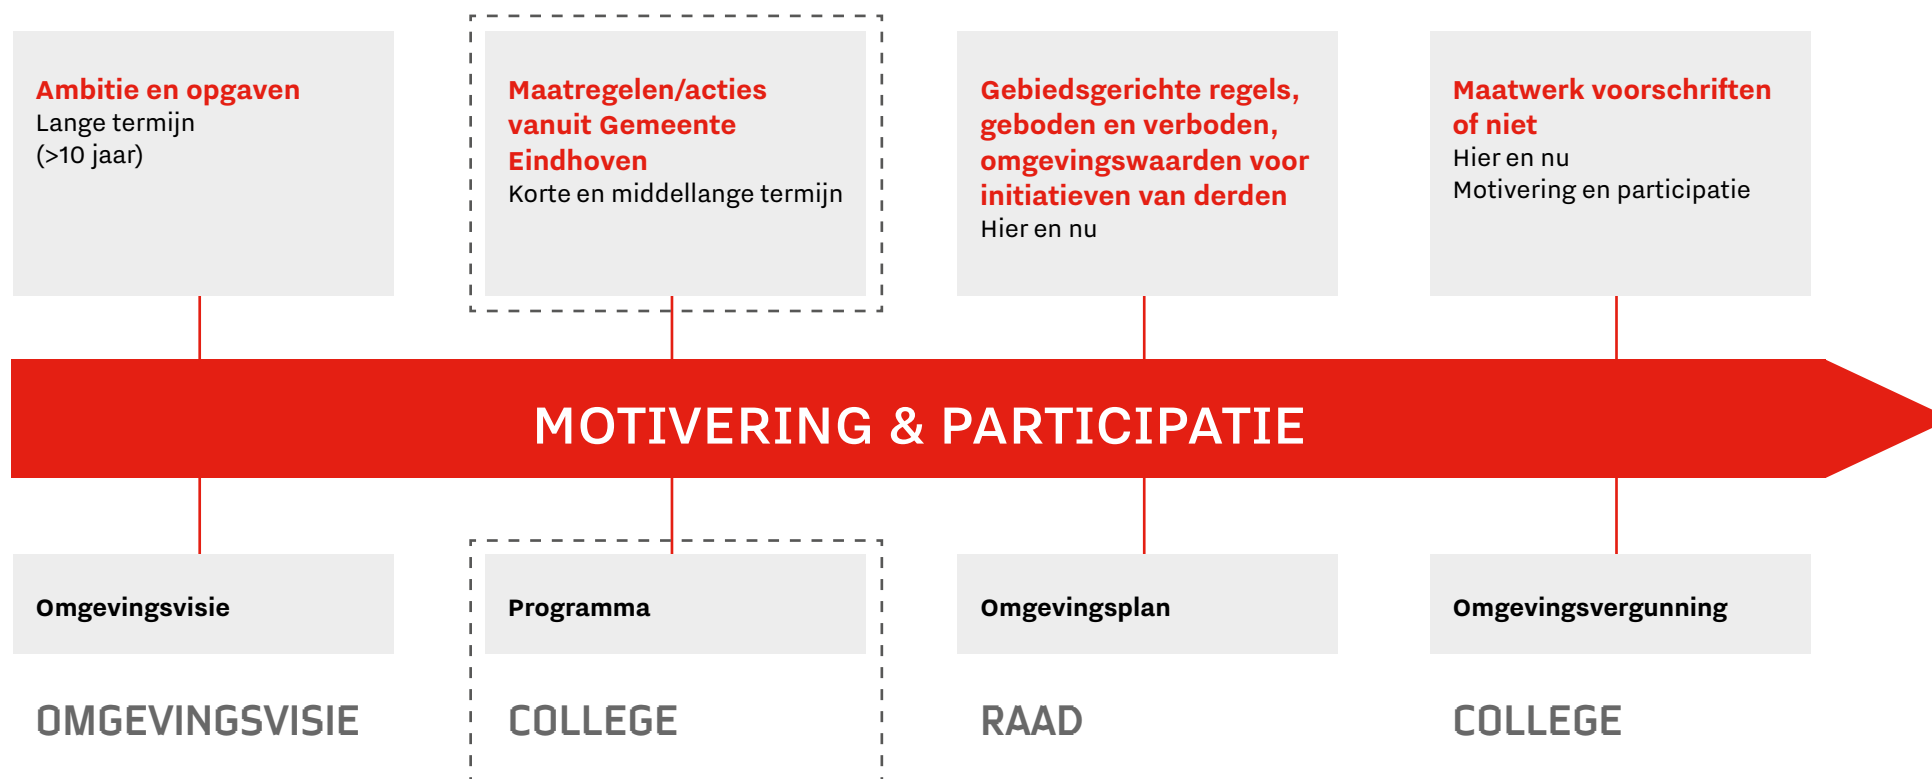 Ambitie en opgaven
Lange termijn
(>10 jaar)
Maatregelen/acties
vanuit Gemeente
Eindhoven
Korte en middellange termijn
Gebiedsgerichte regels,
geboden en verboden,
omgevingswaarden voor
initiatieven van derden
Hier en nu
Maatwerk voorschriften
of niet
Hier en nu
Motivering en participatie
MOTIVERING & PARTICIPATIE
Omgevingsvisie
Programma
Omgevingsplan
Omgevingsvergunning
OMGEVINGSVISIE
COLLEGE
RAAD
COLLEGE